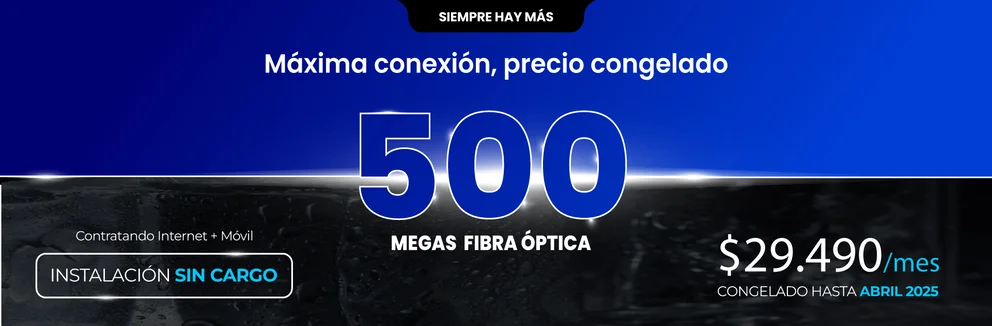 SIEMPRE HAY MÁS
Máxima conexión, precio congelado
500
MEGAS FIBRA ÓPTICA
Contratando Internet + Móvil
INSTALACIÓN SIN CARGO
$29.490/mes
CONGELADO HASTA ABRIL 2025